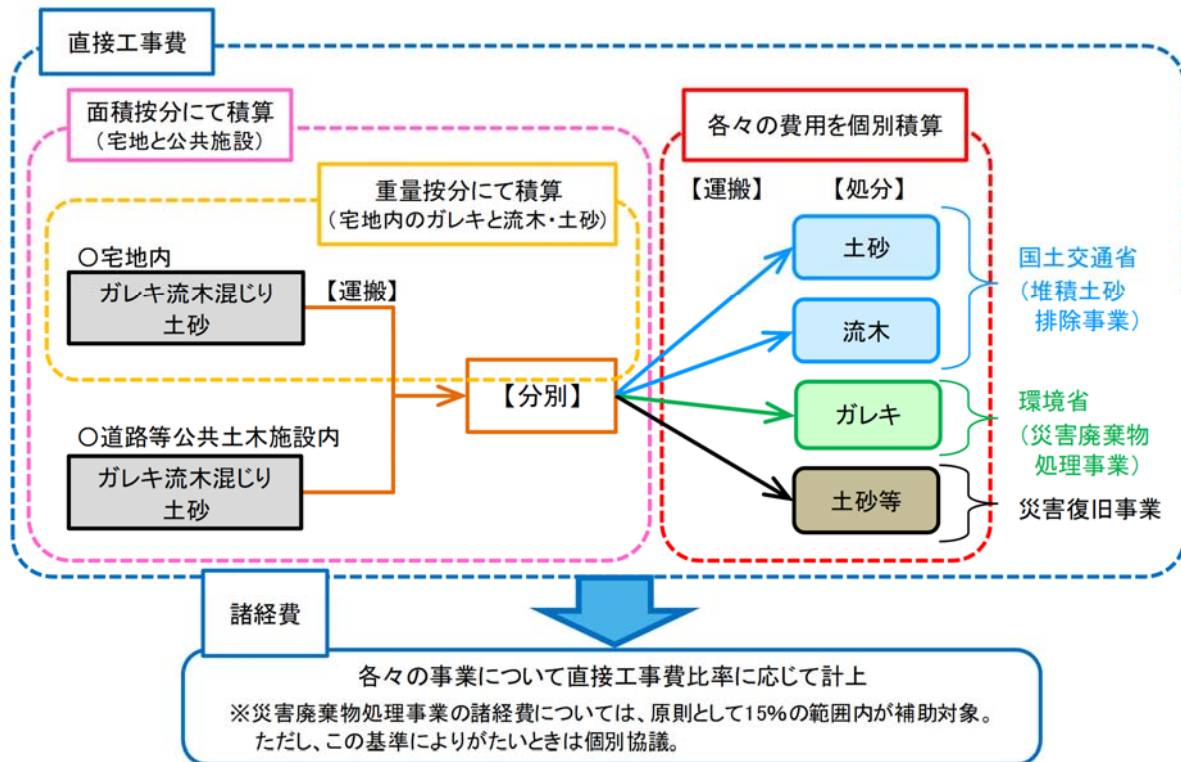 直接工事費
面積按分にて積算
（宅地と公共施設）
重量按分にて積算
（宅地内のガレキと流木・土砂）
○宅地内
ガレキ流木混じり
土砂
【運搬】
【分別】
○道路等公共土木施設内
ガレキ流木混じり
土砂
各々の費用を個別積算
【運搬】
【処分】
土砂
流木
ガレキ
土砂等
国土交通省
（堆積土砂
排除事業）
環境省
（災害廃棄物
処理事業）
災害復旧事業
諸経費
各々の事業について直接工事費比率に応じて計上
※災害廃棄物処理事業の諸経費については、原則として15%の範囲内が補助対象。
ただし、この基準によりがたいときは個別協議。